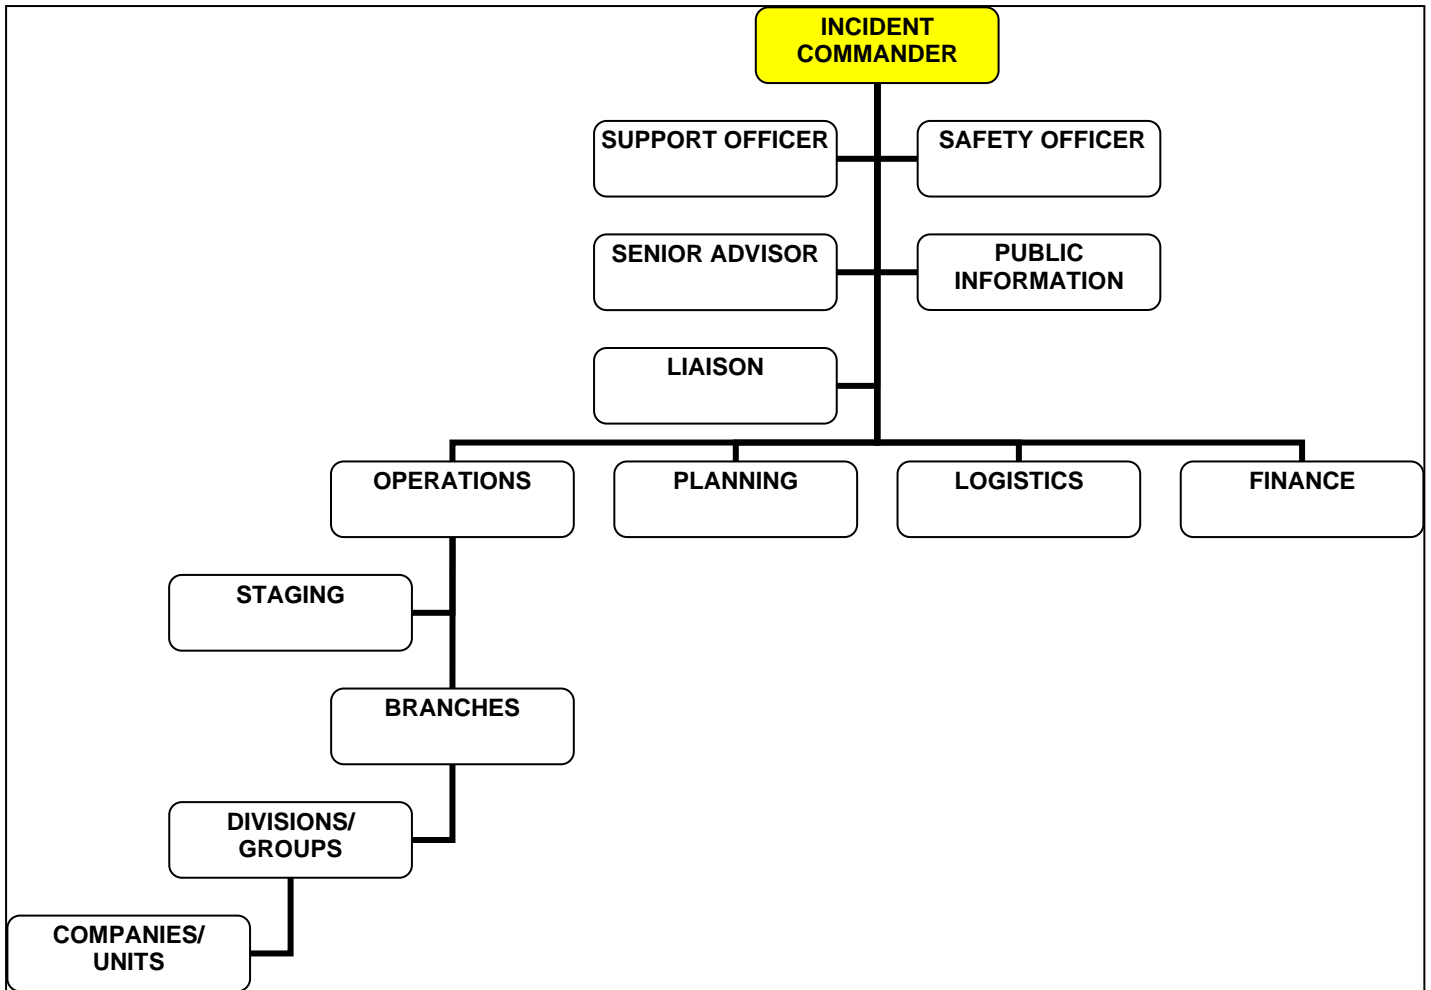 INCIDENT
COMMANDER
SUPPORT OFFICER
SAFETY OFFICER
SENIOR ADVISOR
PUBLIC
INFORMATION
LIAISON
OPERATIONS
PLANNING
LOGISTICS
FINANCE
STAGING
BRANCHES
DIVISIONS/
GROUPS
COMPANIES/
UNITS